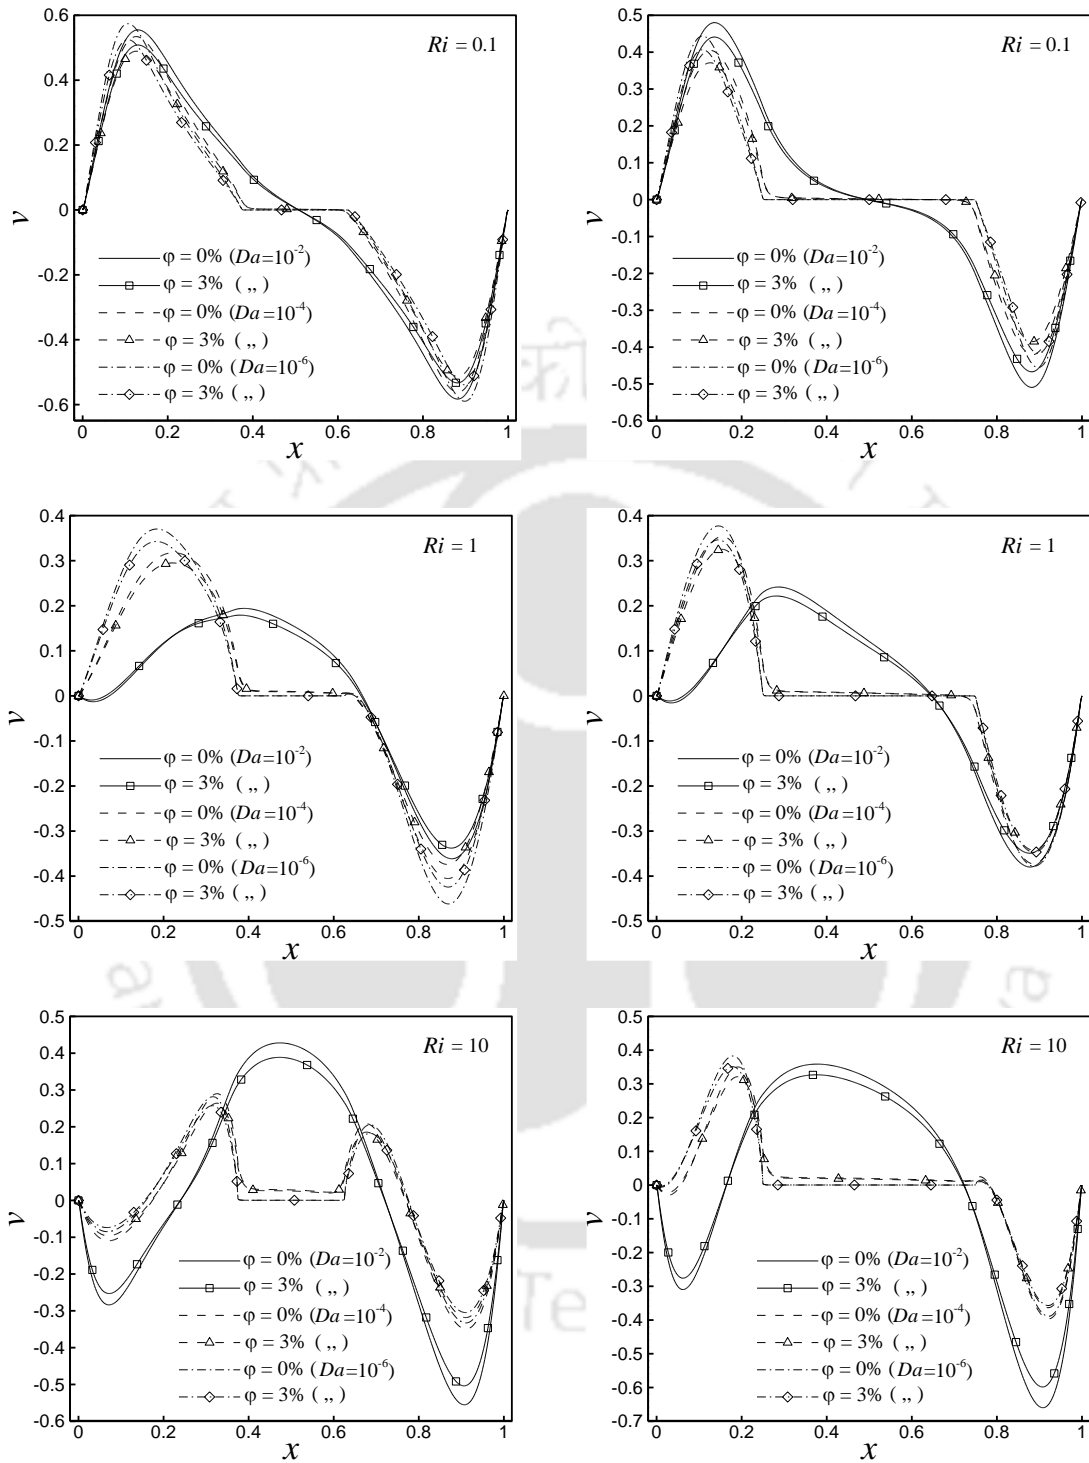 0.6
0.4
0.2
0
-0.2
-0.4
-0.6
v
Ri = 0.1
φ = 0% (Da=10-2)
φ = 3% ( ,, )
φ = 0% (Da=10-4)
φ = 3% ( ,, )
φ = 0% (Da=10-6)
φ = 3% ( ,, )
0 0.2 0.4 0.6 0.8 1
x
0.5
0.4
0.3
0.2
0.1
0
-0.1
-0.2
-0.3
-0.4
-0.5
-0.6
v
Ri = 0.1
φ = 0% (Da=10-2)
φ = 3% ( ,, )
φ = 0% (Da=10-4)
φ = 3% ( ,, )
φ = 0% (Da=10-6)
φ = 3% ( ,, )
0 0.2 0.4 0.6 0.8 1
x
0.4
0.3
0.2
0.1
0
-0.1
-0.2
-0.3
-0.4
-0.5
v
Ri = 1
φ = 0% (Da=10-2)
φ = 3% ( ,, )
φ = 0% (Da=10-4)
φ = 3% ( ,, )
φ = 0% (Da=10-6)
φ = 3% ( ,, )
0 0.2 0.4 0.6 0.8 1
x
0.4
0.3
0.2
0.1
0
-0.1
-0.2
-0.3
-0.4
-0.5
v
Ri = 1
φ = 0% (Da=10-2)
φ = 3% ( ,, )
φ = 0% (Da=10-4)
φ = 3% ( ,, )
φ = 0% (Da=10-6)
φ = 3% ( ,, )
0 0.2 0.4 0.6 0.8 1
x
0.5
0.4
0.3
0.2
0.1
0
-0.1
-0.2
-0.3
-0.4
-0.5
-0.6
v
Ri = 10
φ = 0% (Da=10-2)
φ = 3% ( ,, )
φ = 0% (Da=10-4)
φ = 3% ( ,, )
φ = 0% (Da=10-6)
φ = 3% ( ,, )
0 0.2 0.4 0.6 0.8 1
x
0.5
0.4
0.3
0.2
0.1
0
-0.1
-0.2
-0.3
-0.4
-0.5
-0.6
-0.7
v
Ri = 10
φ = 0% (Da=10-2)
φ = 3% ( ,, )
φ = 0% (Da=10-4)
φ = 3% ( ,, )
φ = 0% (Da=10-6)
φ = 3% ( ,, )
0 0.2 0.4 0.6 0.8 1
x